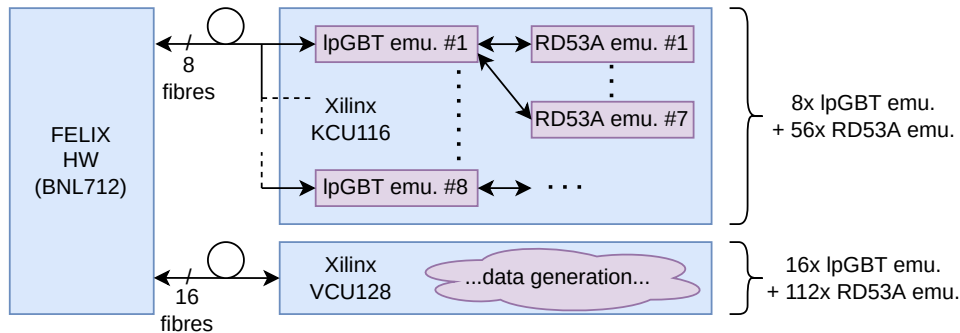 FELIX
HW
(BNL712)
8
fibres
lpGBT emu. #1
RD53A emu. #1
Xilinx
KCU116
RD53A emu. #7
lpGBT emu. #8
8x lpGBT emu.
+ 56x RD53A emu.
16
fibres
Xilinx
VCU128
...data generation...
16x lpGBT emu.
+ 112x RD53A emu.